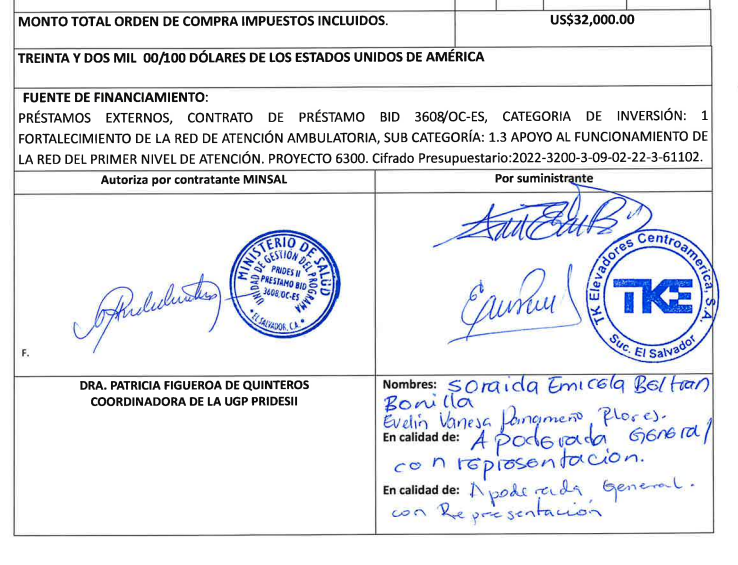 MONTO TOTAL ORDEN DE COMPRA IMPUESTOS INCLUIDOS.
US$32,000.00
TREINTA Y DOS MIL 00/100 DÓLARES DE LOS ESTADOS UNIDOS DE AMÉRICA
FUENTE DE FINANCIAMIENTO:
PRÉSTAMOS EXTERNOS, CONTRATO DE PRÉSTAMO BID 3608/OC-ES, CATEGORIA DE INVERSIÓN: 1
FORTALECIMIENTO DE LA RED DE ATENCIÓN AMBULATORIA, SUB CATEGORÍA: 1.3 APOYO AL FUNCIONAMIENTO DE
LA RED DEL PRIMER NIVEL DE ATENCIÓN. PROYECTO 6300. Cifrado Presupuestario:2022-3200-3-09-02-22-3-61102.
Autoriza por contratante MINSAL
Por suministrante
MINISTERIO DE SALUD
UNIDAD DE GESTIÓN DEL PROGRAMA
PRIDES II
PRESTAMO BID
3608/OC-ES
* EL SALVADOR, C.A. *
TK Elevadores Centroamerica, S.A.
TKE
Suc. El Salvador
F.
DRA. PATRICIA FIGUEROA DE QUINTEROS
COORDINADORA DE LA UGP PRIDESII
Nombres: Soraida Emicela Beltran
Bonilla
Evelin Vanesa Panameño Flores.
En calidad de: Apoderada General
con representacion.
En calidad de: Apoderada General.
con Representación